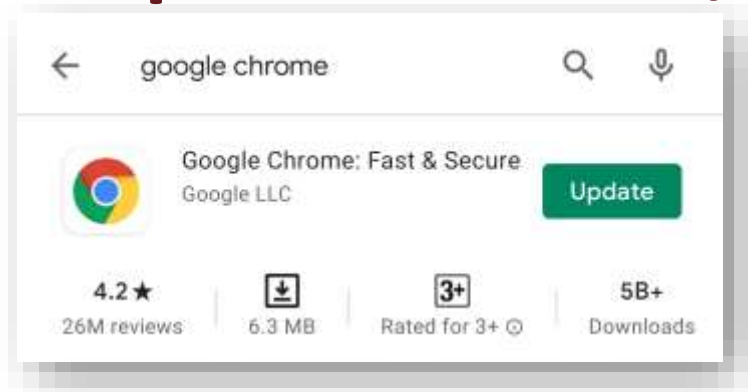 google chrome
Google Chrome: Fast & Secure
Google LLC
Update
4.2★
26M reviews
6.3 MB
3+
Rated for 3+
5B+
Downloads